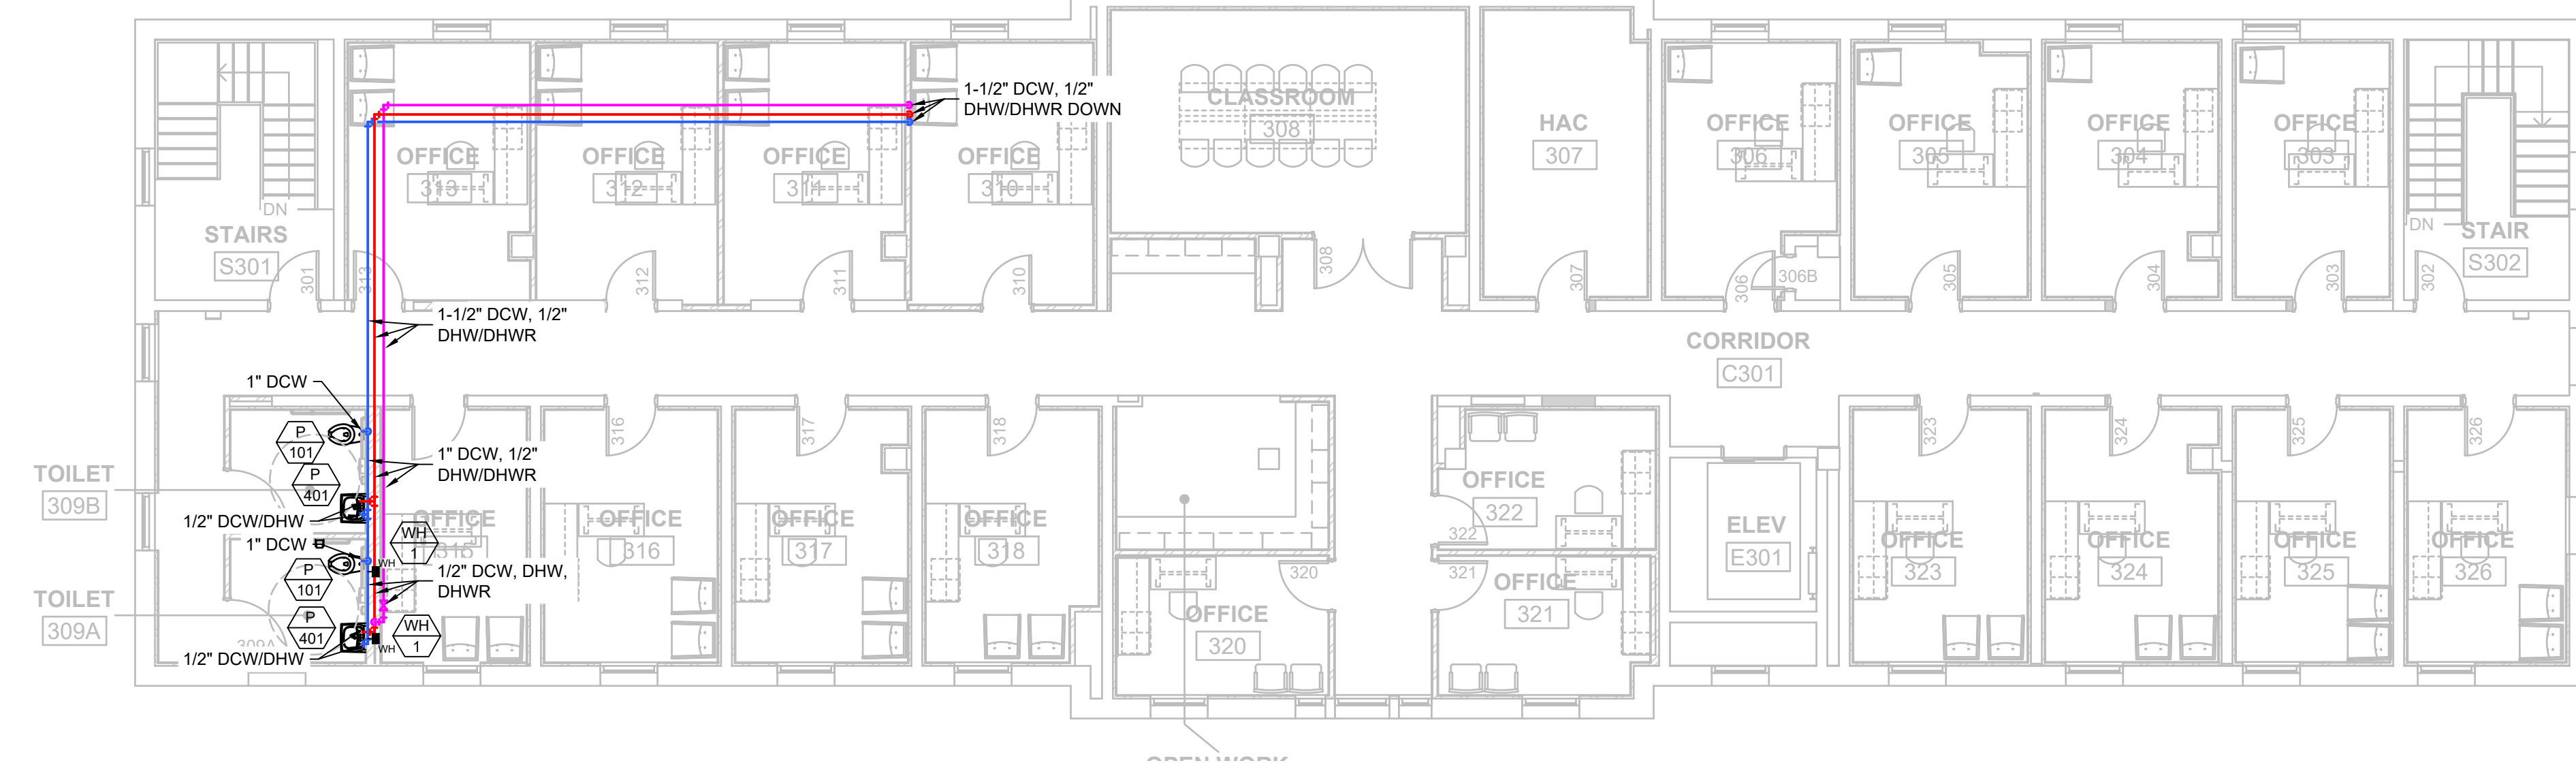 1-1/2" DCW, 1/2"
DHW/DHWR DOWN
CLASSROOM
308
HAC
307
OFFICE
306
OFFICE
305
OFFICE
304
OFFICE
303
OFFICE
313
OFFICE
312
OFFICE
311
OFFICE
310
DN
STAIRS
S301
301
313
312
311
310
308
307
306
306B
305
304
303
302
DN
STAIR
S302
1-1/2" DCW, 1/2"
DHW/DHWR
CORRIDOR
C301
1" DCW
P
101
P
401
1" DCW, 1/2"
DHW/DHWR
TOILET
309B
1/2" DCW/DHW
1" DCW
WH
1
WH
P
101
1/2" DCW, DHW,
DHWR
TOILET
309A
P
401
WH
1
WH
309A
1/2" DCW/DHW
316
317
318
OFFICE
315
OFFICE
316
OFFICE
317
OFFICE
318
OFFICE
322
322
320
321
OFFICE
320
OFFICE
321
ELEV
E301
323
324
325
326
OFFICE
323
OFFICE
324
OFFICE
325
OFFICE
326
OPEN WORK